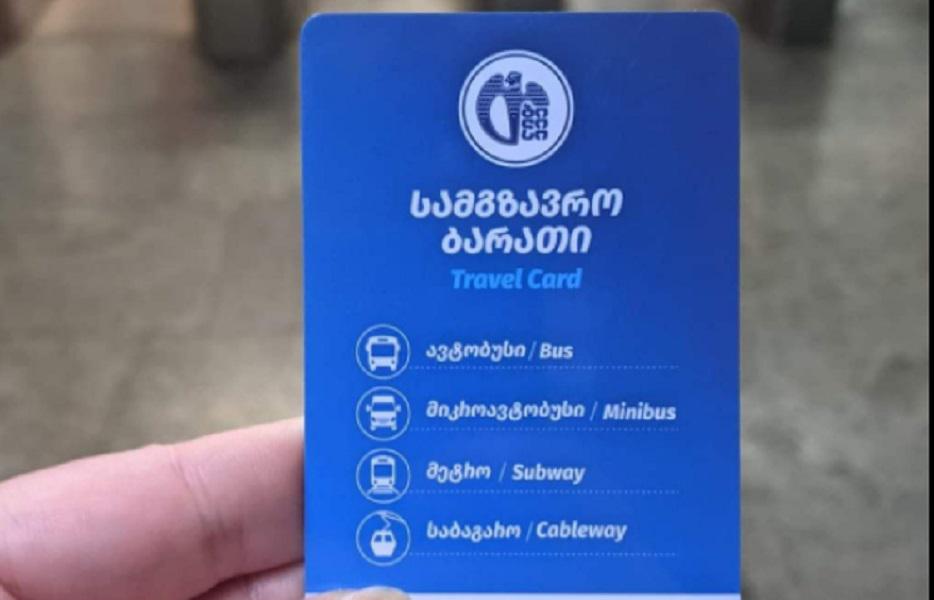 სამგზავრო
ბარათი
Travel Card
ავტობუსი / Bus
მიკროავტობუსი / Minibus
მეტრო / Subway
საბაგირო / Cableway